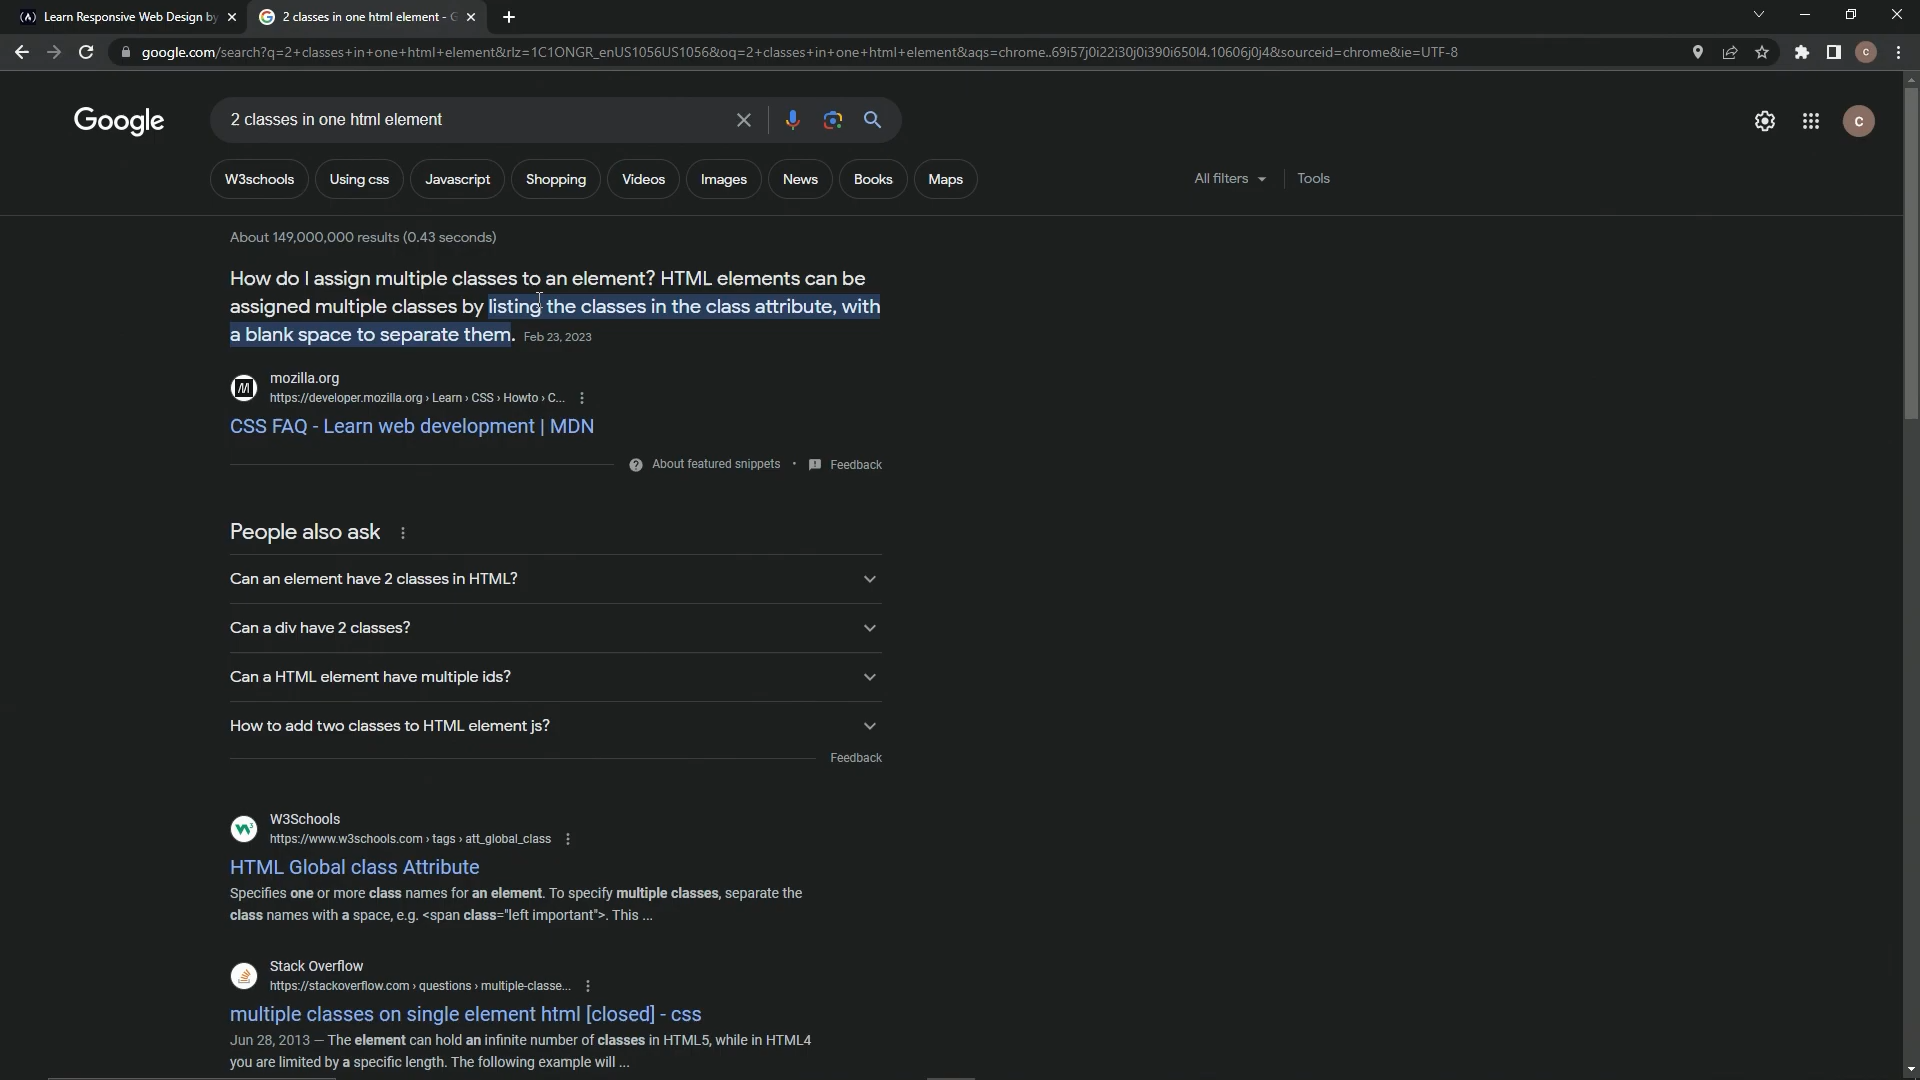 Learn Responsive Web Design by
2 classes in one html element - G
google.com/search?q=2+classes+in+one+html+element&rlz=1C1ONGR_enUS1056US1056&oq=2+classes+in+one+html+element&aqs=chrome..69i57j0i22i30j0i390i650l4.10606j0j4&sourceid=chrome&ie=UTF-8
C
Google
2 classes in one html element
C
W3schools
Using css
Javascript
Shopping
Videos
Images
News
Books
Maps
All filters
Tools
About 149,000,000 results (0.43 seconds)
How do I assign multiple classes to an element? HTML elements can be
assigned multiple classes by listing the classes in the class attribute, with
a blank space to separate them. Feb 23, 2023
mozilla.org
https://developer.mozilla.org › Learn › CSS › Howto › C...
CSS FAQ - Learn web development | MDN
About featured snippets • Feedback
People also ask
Can an element have 2 classes in HTML?
Can a div have 2 classes?
Can a HTML element have multiple ids?
How to add two classes to HTML element js?
Feedback
W3Schools
https://www.w3schools.com › tags › att_global_class
HTML Global class Attribute
Specifies one or more class names for an element. To specify multiple classes, separate the
class names with a space, e.g. <span class="left important">. This ...
Stack Overflow
https://stackoverflow.com › questions › multiple-classe...
multiple classes on single element html [closed] - css
Jun 28, 2013 — The element can hold an infinite number of classes in HTML5, while in HTML4
you are limited by a specific length. The following example will ...